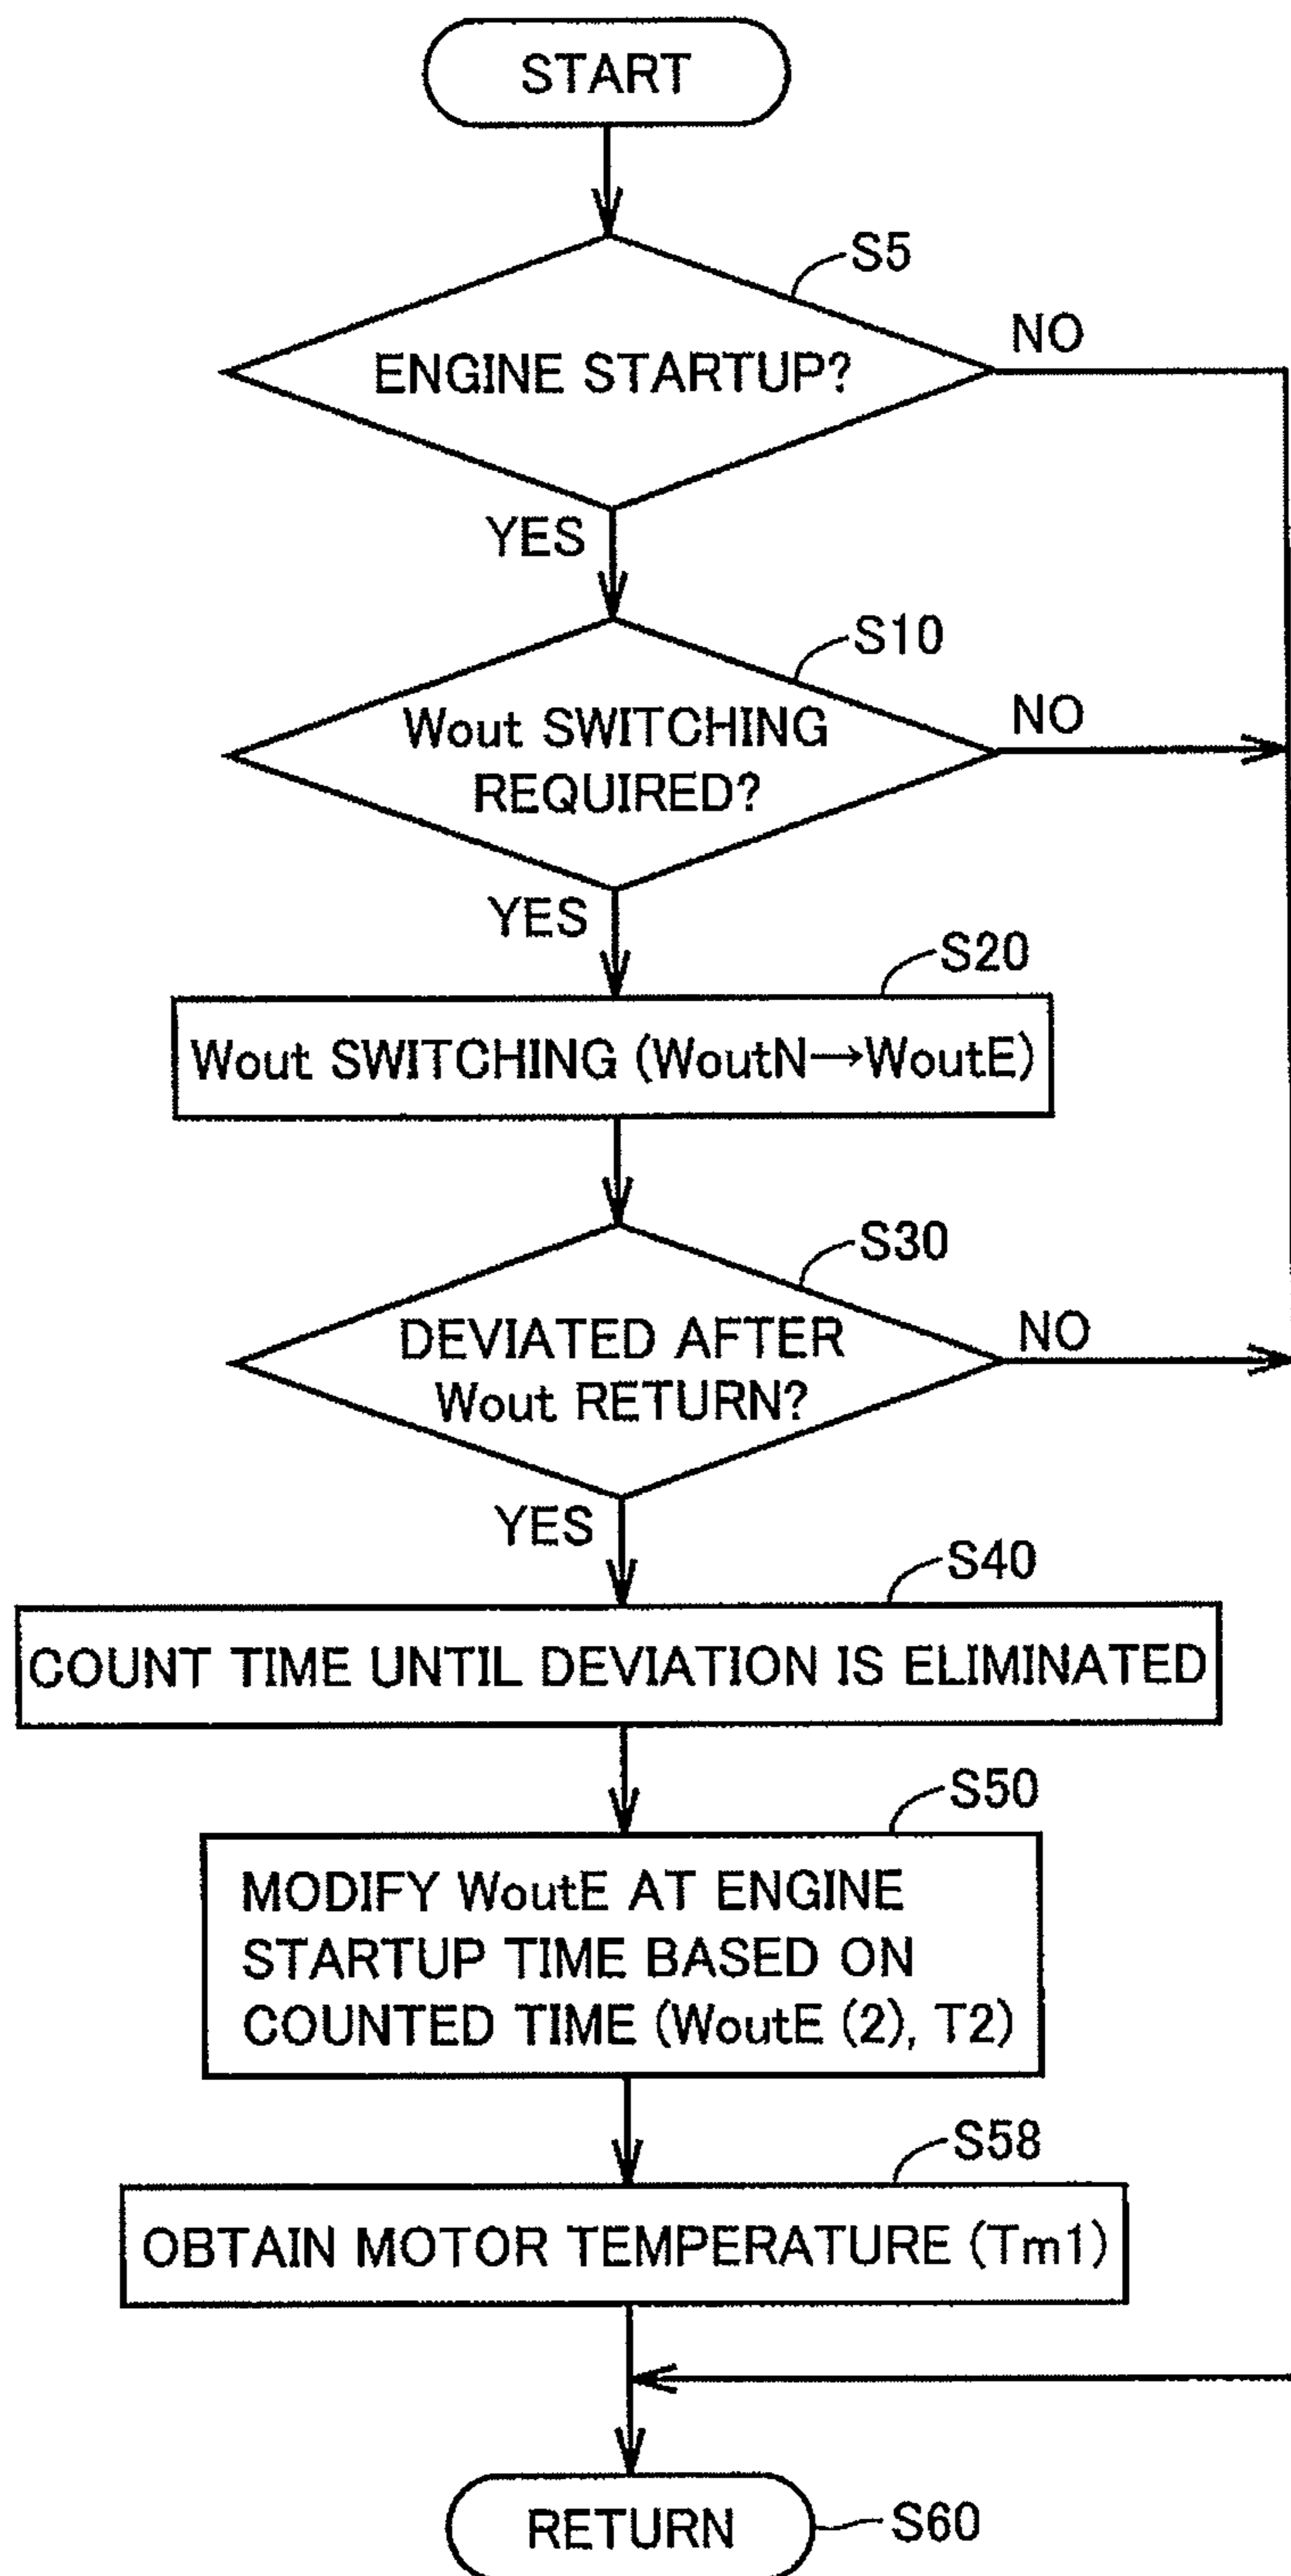 START
S5
ENGINE STARTUP?
NO
YES
S10
Wout SWITCHING
REQUIRED?
NO
YES
S20
Wout SWITCHING (WoutN→WoutE)
S30
DEVIATED AFTER
Wout RETURN?
NO
YES
S40
COUNT TIME UNTIL DEVIATION IS ELIMINATED
S50
MODIFY WoutE AT ENGINE
STARTUP TIME BASED ON
COUNTED TIME (WoutE (2), T2)
S58
OBTAIN MOTOR TEMPERATURE (Tm1)
RETURN
S60